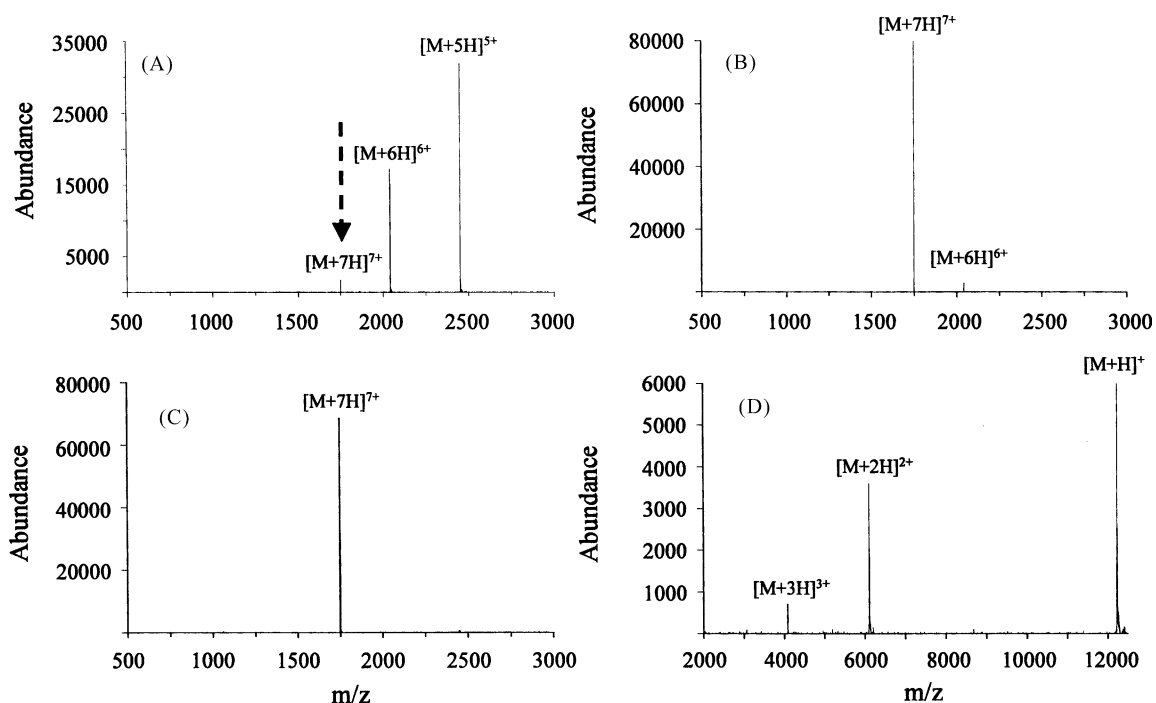 (A)
35000
25000
15000
5000
Abundance
[M+5H]⁵⁺
[M+6H]⁶⁺
[M+7H]⁷⁺
500 1000 1500 2000 2500 3000
(B)
80000
60000
40000
20000
Abundance
[M+7H]⁷⁺
[M+6H]⁶⁺
500 1000 1500 2000 2500 3000
(C)
80000
60000
40000
20000
Abundance
[M+7H]⁷⁺
500 1000 1500 2000 2500 3000
m/z
(D)
6000
5000
4000
3000
2000
1000
Abundance
[M+H]⁺
[M+2H]²⁺
[M+3H]³⁺
2000 4000 6000 8000 10000 12000
m/z